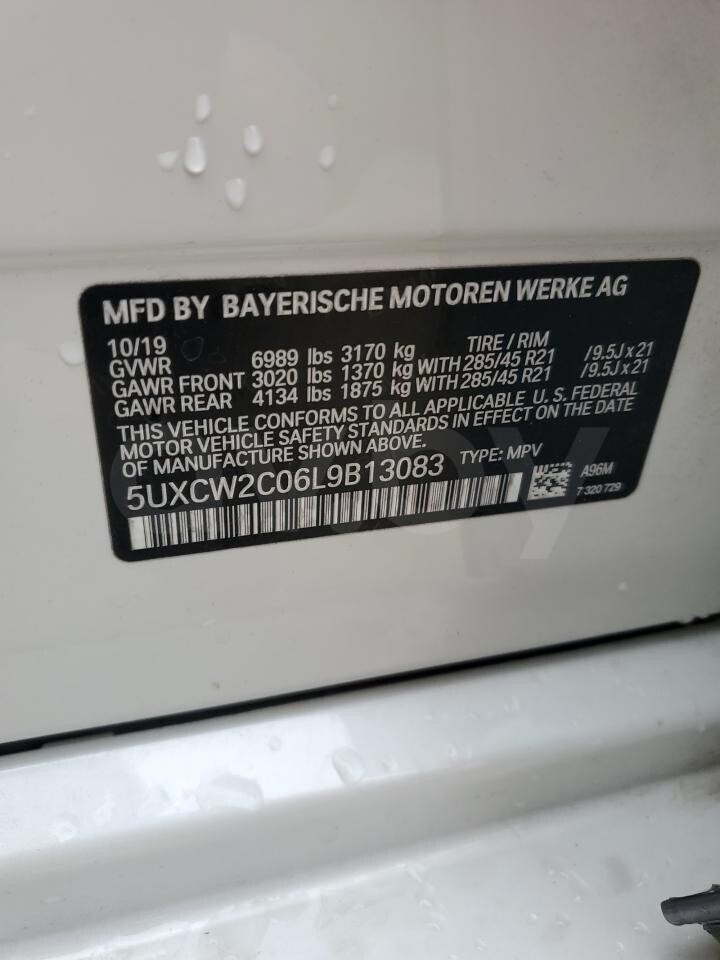 MFD BY BAYERISCHE MOTOREN WERKE AG
10/19 TIRE / RIM
GVWR 6989 lbs 3170 kg
GAWR FRONT 3020 lbs 1370 kg WITH 285/45 R21 /9.5J x 21
GAWR REAR 4134 lbs 1875 kg WITH 285/45 R21 /9.5J x 21
THIS VEHICLE CONFORMS TO ALL APPLICABLE U. S. FEDERAL
MOTOR VEHICLE SAFETY STANDARDS IN EFFECT ON THE DATE
OF MANUFACTURE SHOWN ABOVE.
5UXCW2C06L9B13083 TYPE: MPV
A96M
7 320 729